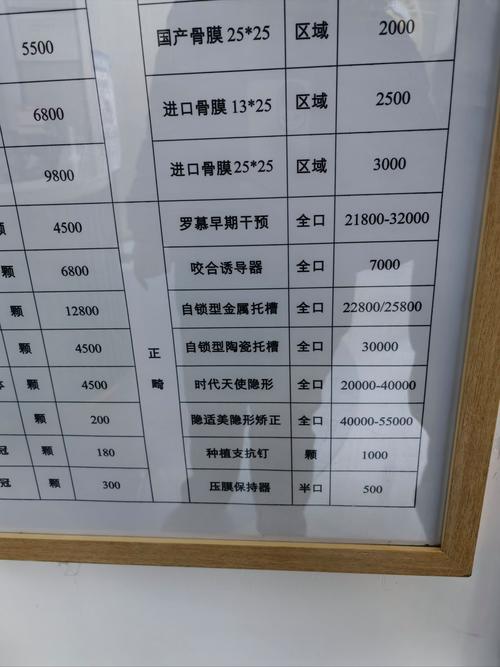 5500 国产骨膜 25*25 区域 2000
6800 进口骨膜 13*25 区域 2500
9800 进口骨膜 25*25 区域 3000
颗 4500 罗慕早期干预 全口 21800-32000
颗 6800 咬合诱导器 全口 7000
颗 12800 自锁型金属托槽 全口 22800/25800
颗 4500 正畸 自锁型陶瓷托槽 全口 30000
颗 4500 时代天使隐形 全口 20000-40000
颗 200 隐适美隐形矫正 全口 40000-55000
冠 颗 180 种植支抗钉 颗 1000
冠 颗 300 压膜保持器 半口 500